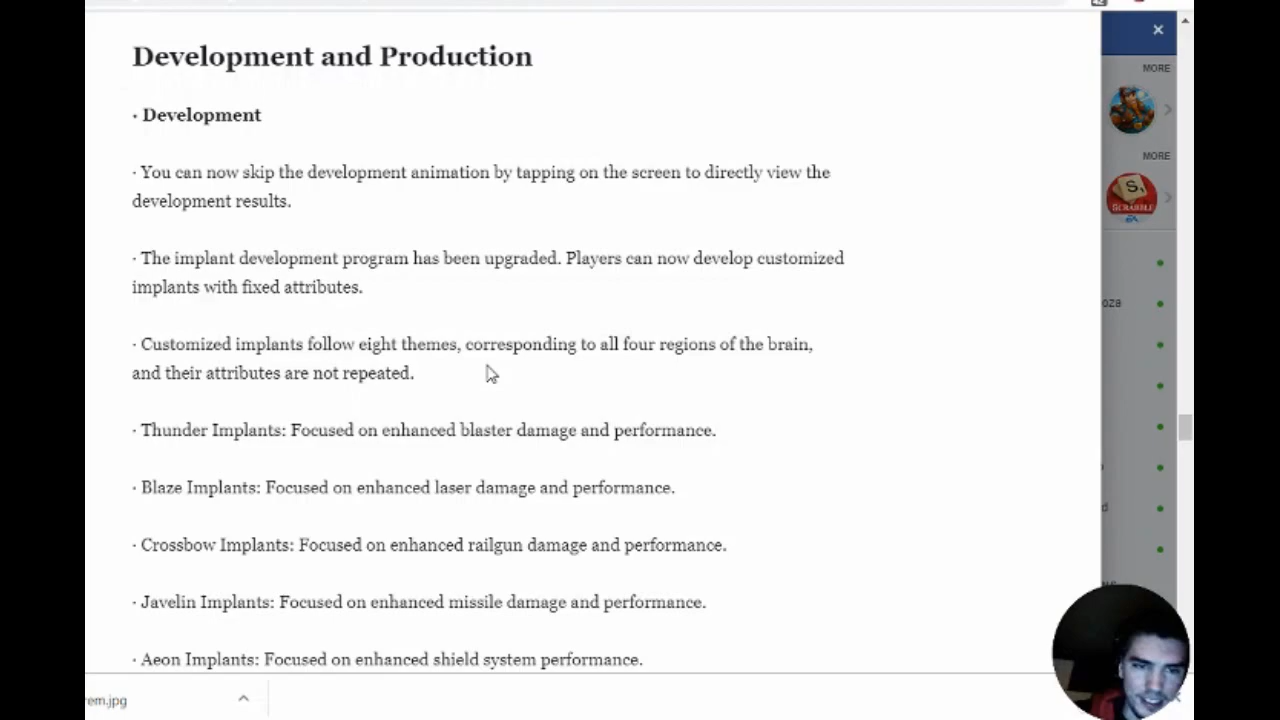 Development and Production
· Development
· You can now skip the development animation by tapping on the screen to directly view the
development results.
· The implant development program has been upgraded. Players can now develop customized
implants with fixed attributes.
· Customized implants follow eight themes, corresponding to all four regions of the brain,
and their attributes are not repeated.
· Thunder Implants: Focused on enhanced blaster damage and performance.
· Blaze Implants: Focused on enhanced laser damage and performance.
· Crossbow Implants: Focused on enhanced railgun damage and performance.
· Javelin Implants: Focused on enhanced missile damage and performance.
· Aeon Implants: Focused on enhanced shield system performance.
MORE
MORE
S
SCRABBLE
EA
oza
d
rem.jpg